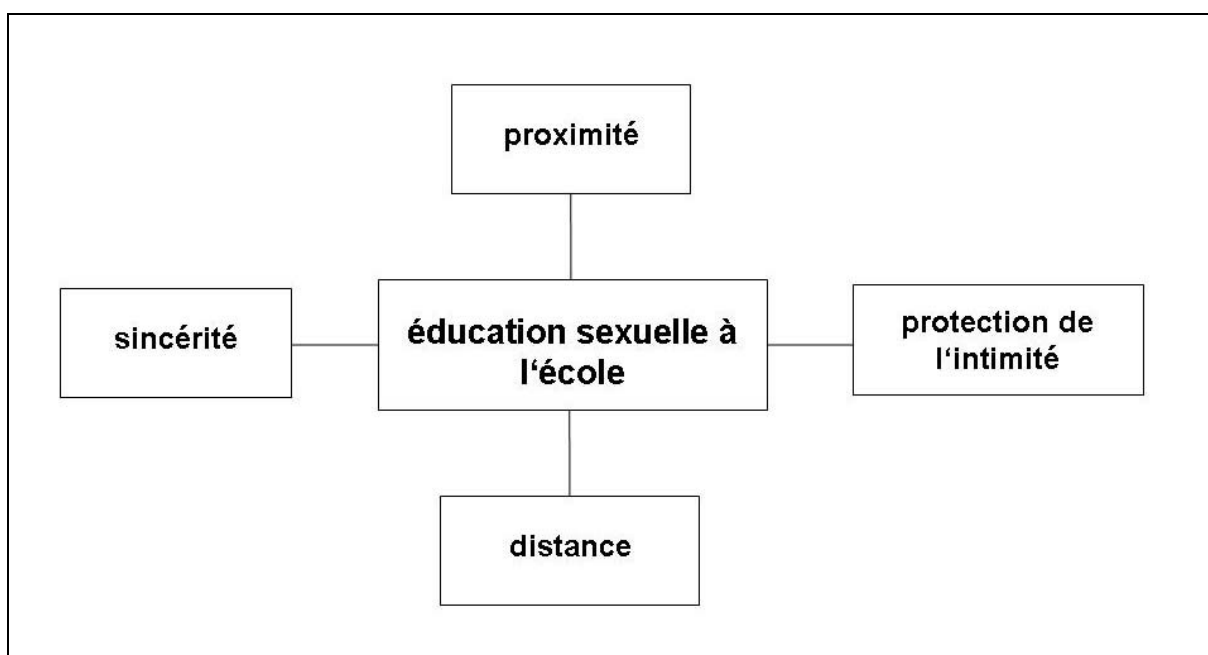 proximité
sincérité
éducation sexuelle à
l‘école
protection de
l‘intimité
distance